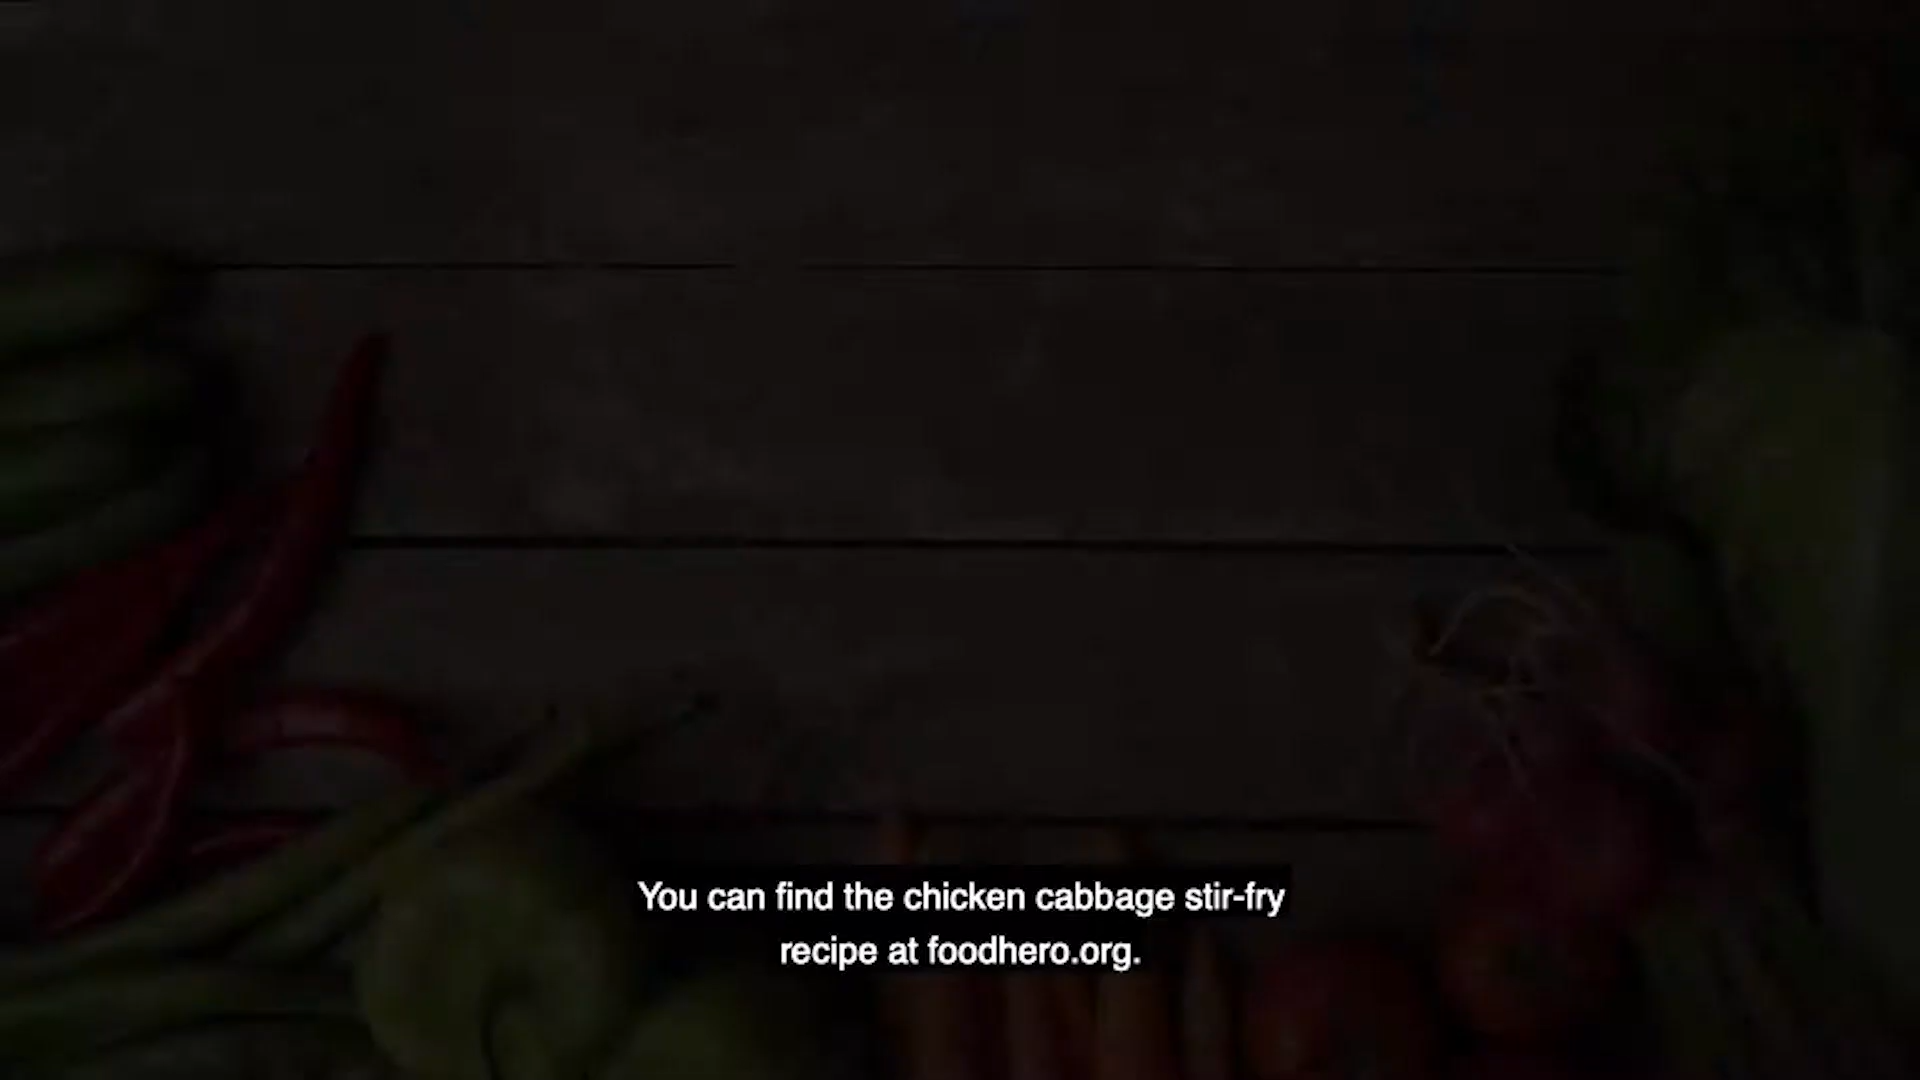 You can find the chicken cabbage stir-fry
recipe at foodhero.org.